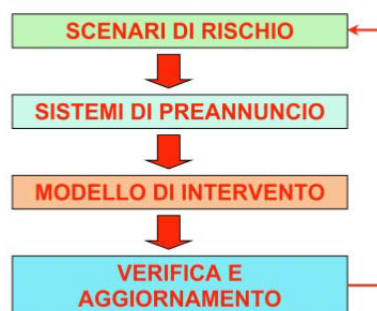 SCENARI DI RISCHIO
SISTEMI DI PREANNUNCIO
MODELLO DI INTERVENTO
VERIFICA E
AGGIORNAMENTO